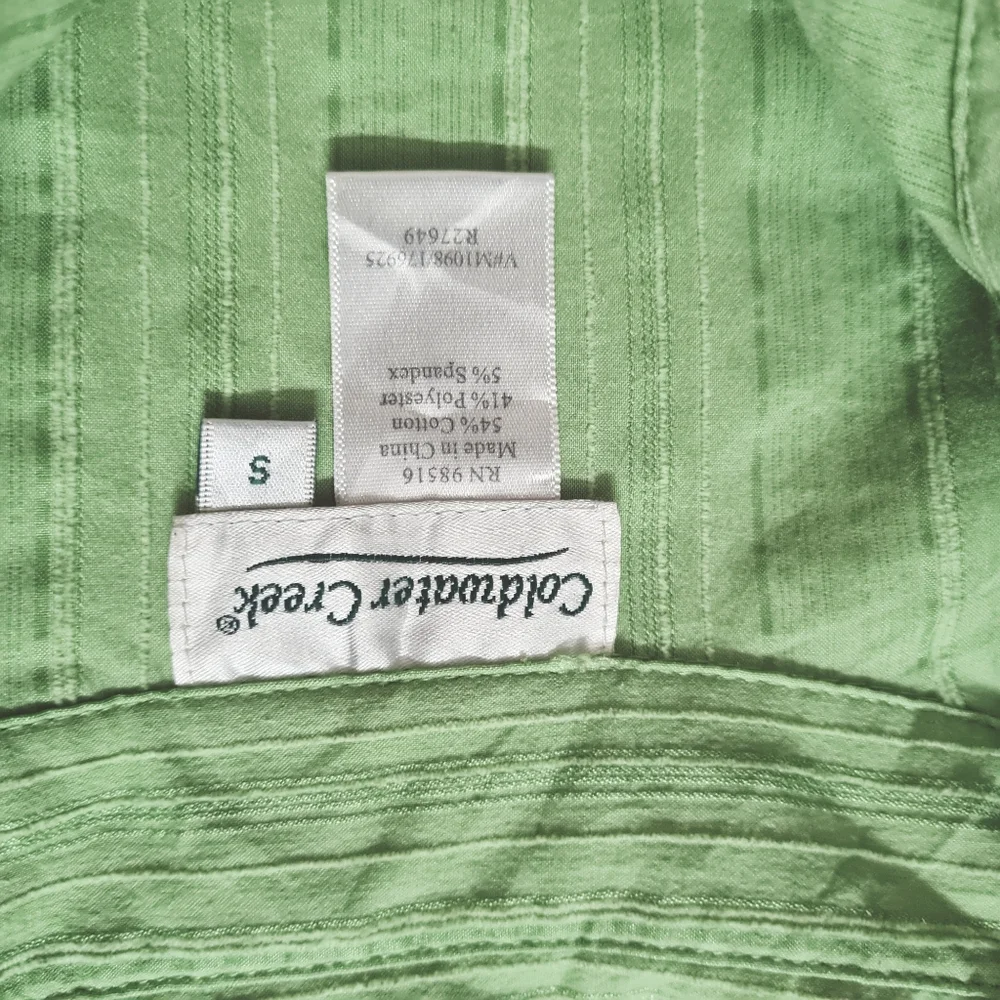 Coldwater Creek®
S
RN 98516
Made in China
54% Cotton
41% Polyester
5% Spandex
V#M1098/176925
R27649